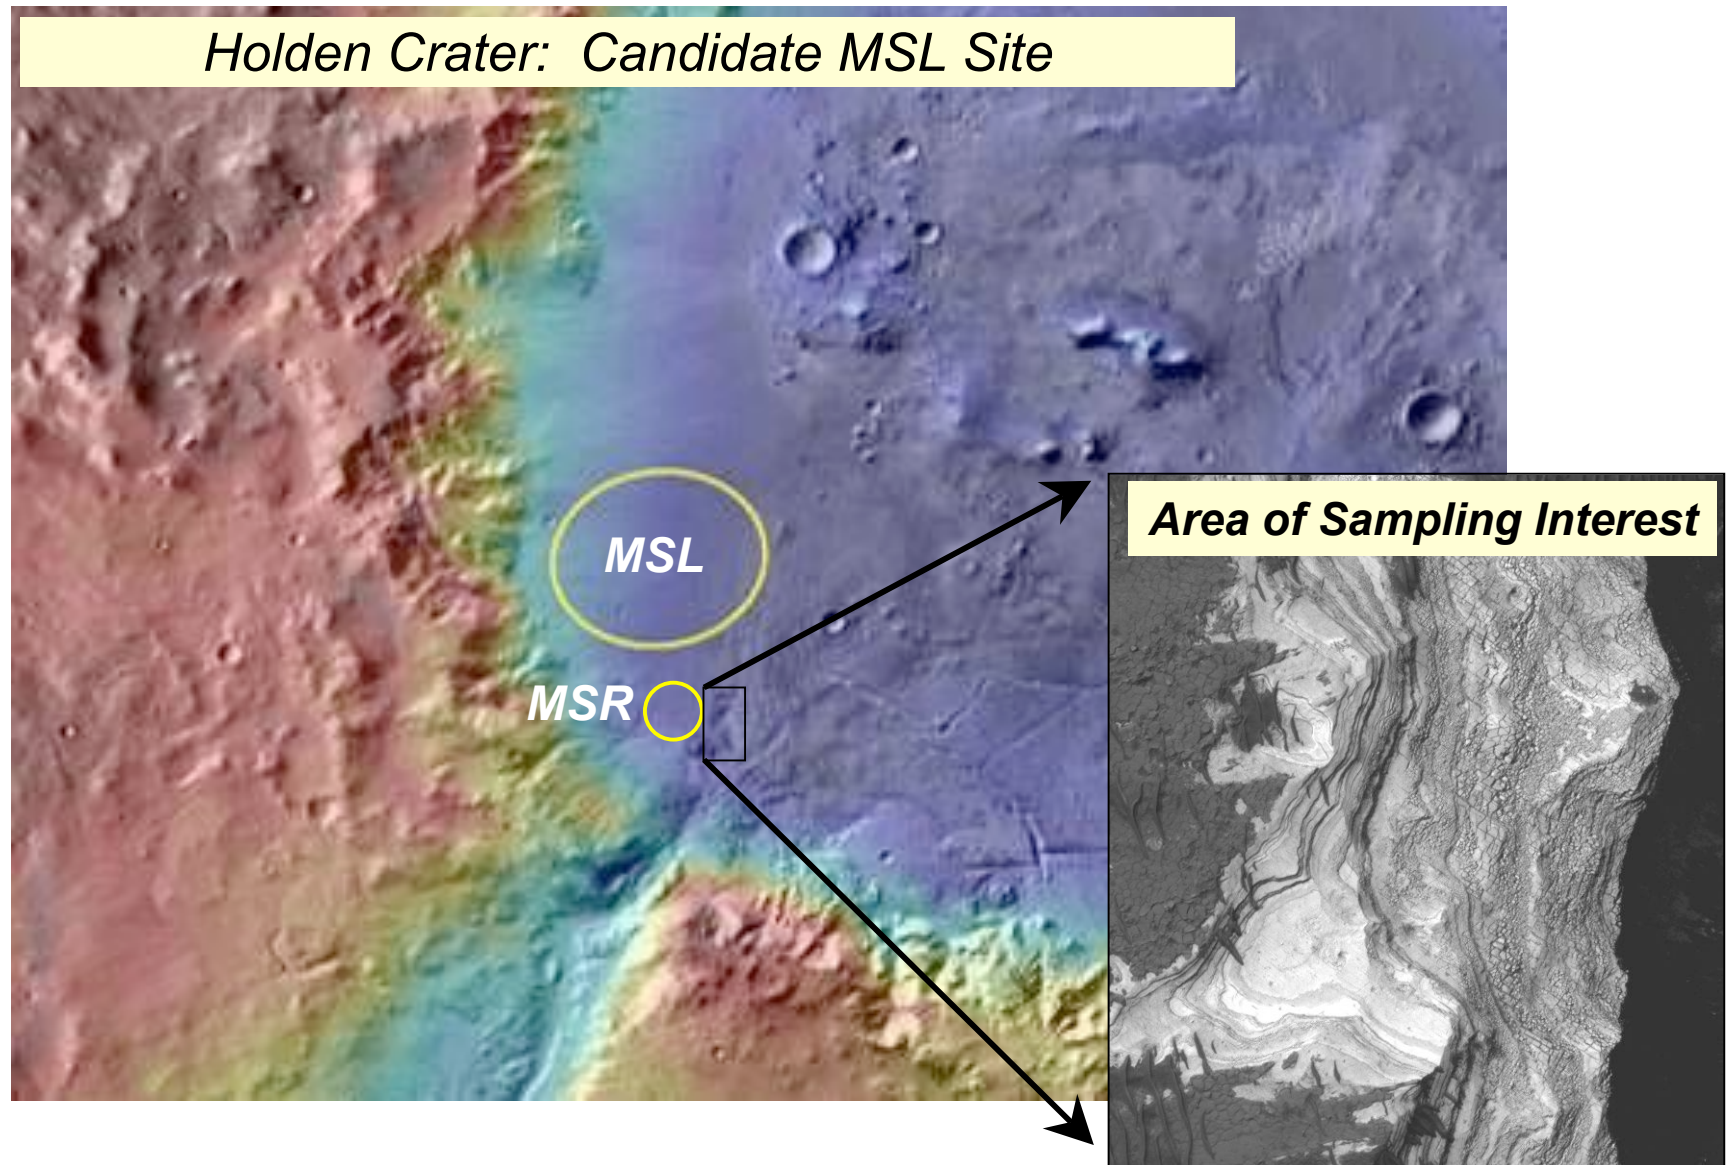 Holden Crater: Candidate MSL Site
Area of Sampling Interest
MSL
MSR